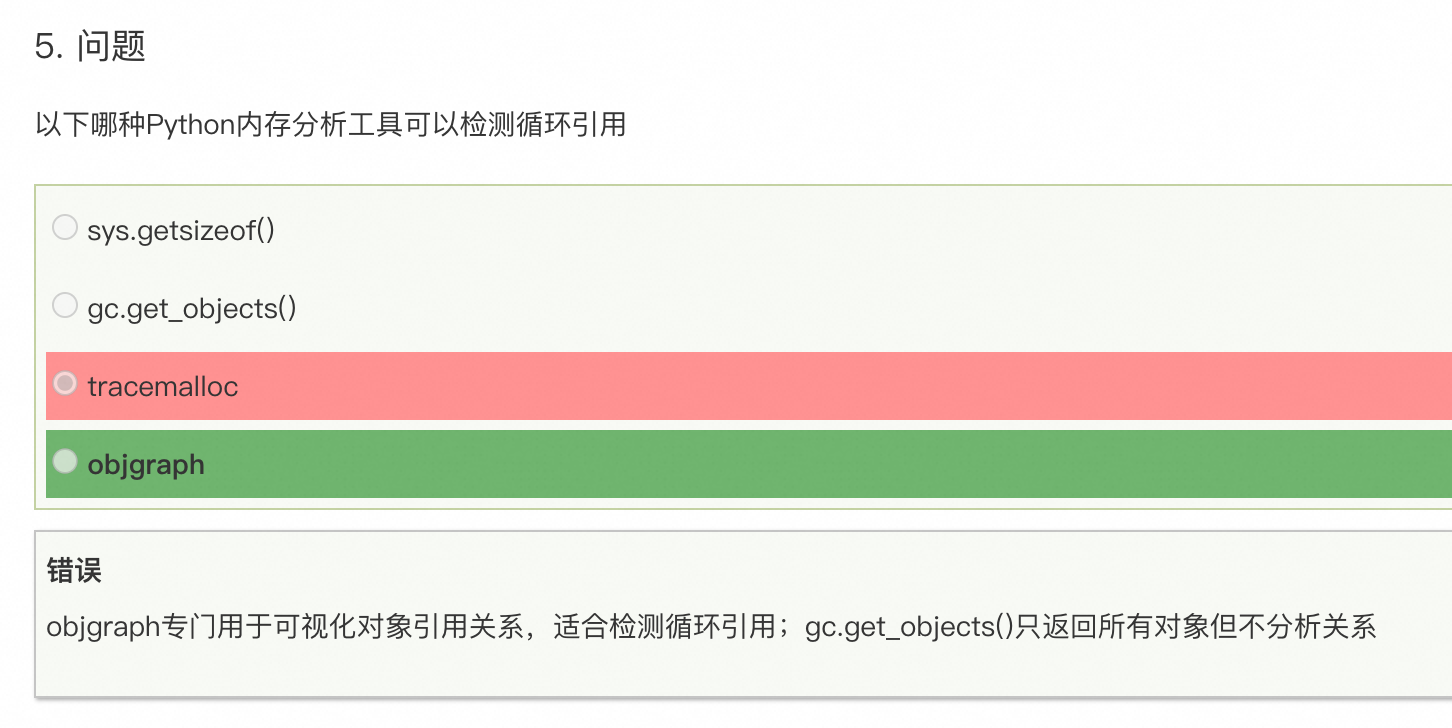 5. 问题
以下哪种Python内存分析工具可以检测循环引用
sys.getsizeof()
gc.get_objects()
tracemalloc
objgraph
错误
objgraph专门用于可视化对象引用关系，适合检测循环引用；gc.get_objects()只返回所有对象但不分析关系